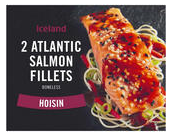 iceland
2 ATLANTIC
SALMON
FILLETS
BONELESS
HOISIN